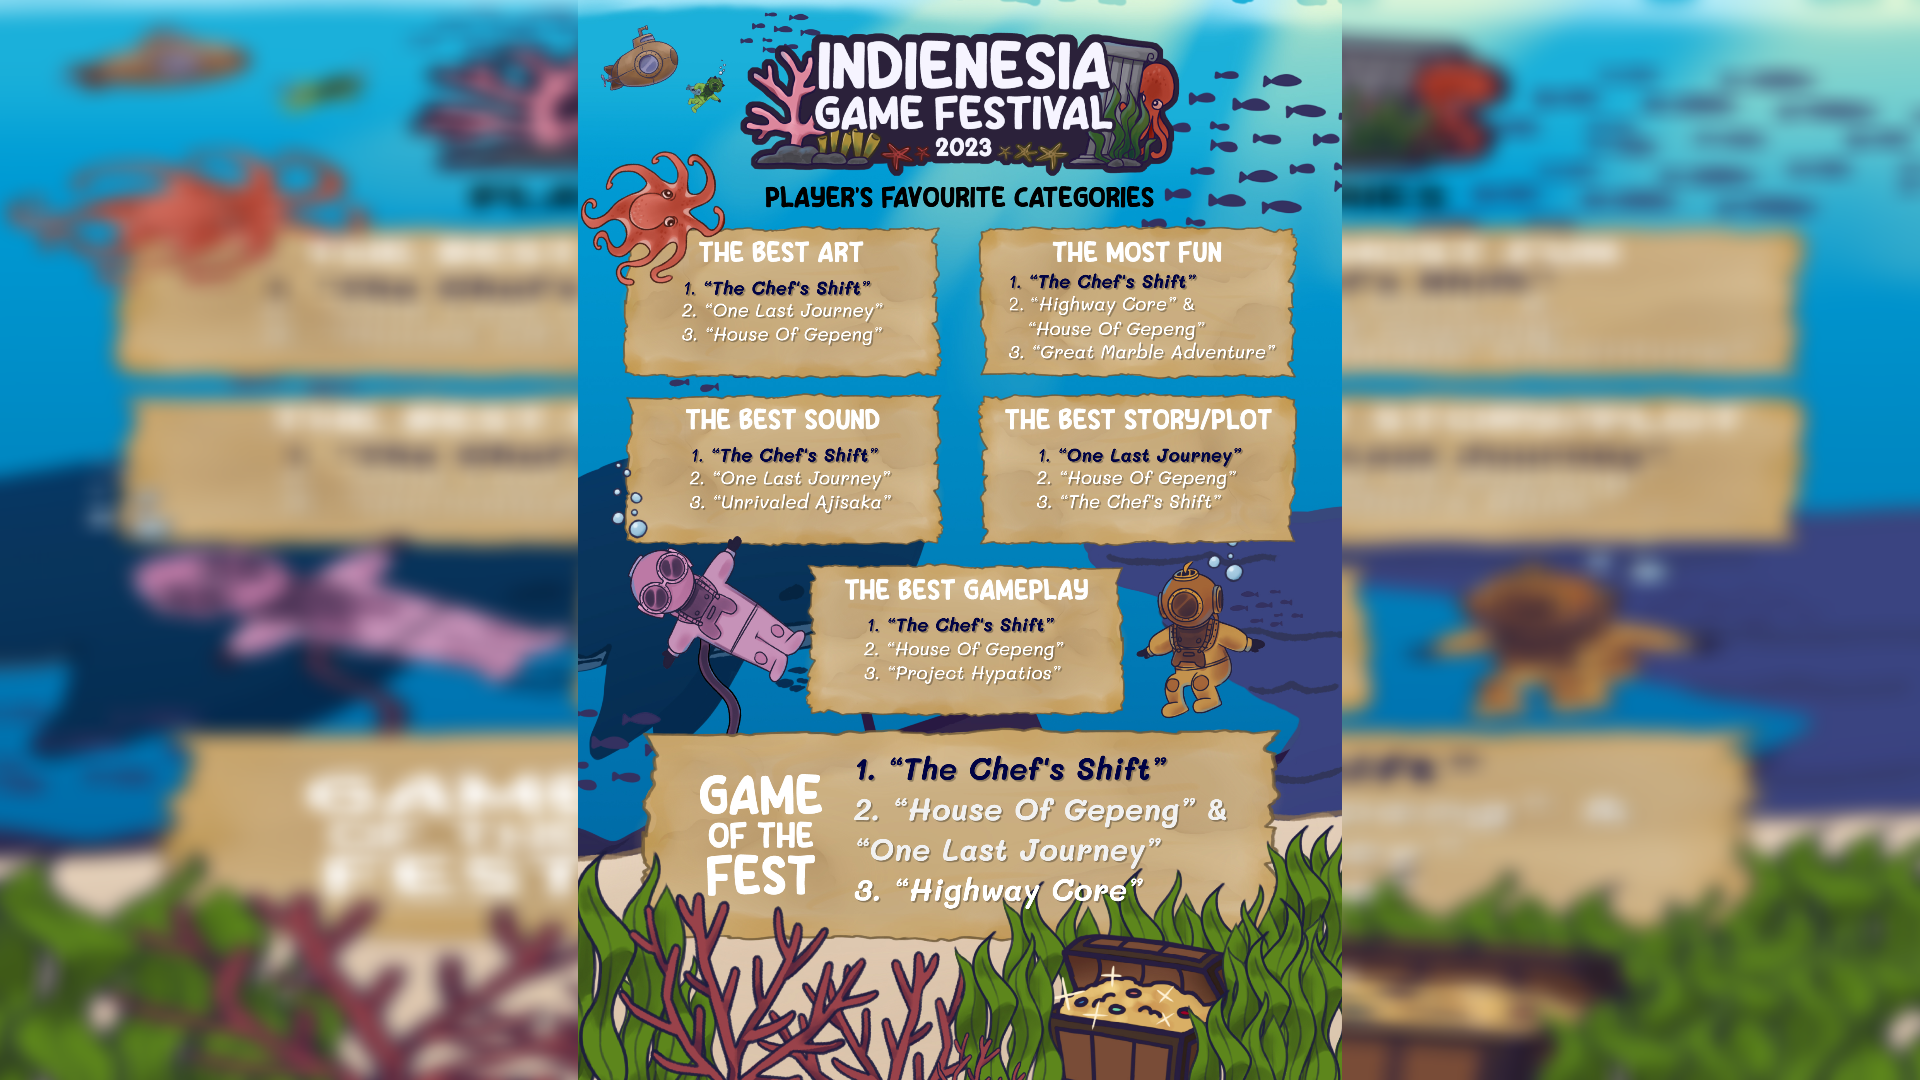 INDIENESIA
GAME FESTIVAL
2023
PLAYER'S FAVOURITE CATEGORIES
THE BEST ART
1. “The Chef's Shift”
2. “One Last Journey”
3. “House Of Gepeng”
THE MOST FUN
1. “The Chef's Shift”
2. “Highway Core” &
“House Of Gepeng”
3. “Great Marble Adventure”
THE BEST SOUND
1. “The Chef's Shift”
2. “One Last Journey”
3. “Unrivaled Ajisaka”
THE BEST STORY/PLOT
1. “One Last Journey”
2. “House Of Gepeng”
3. “The Chef's Shift”
THE BEST GAMEPLAY
1. “The Chef's Shift”
2. “House Of Gepeng”
3. “Project Hypatios”
GAME
OF THE
FEST
1. “The Chef's Shift”
2. “House Of Gepeng” &
“One Last Journey”
3. “Highway Core”